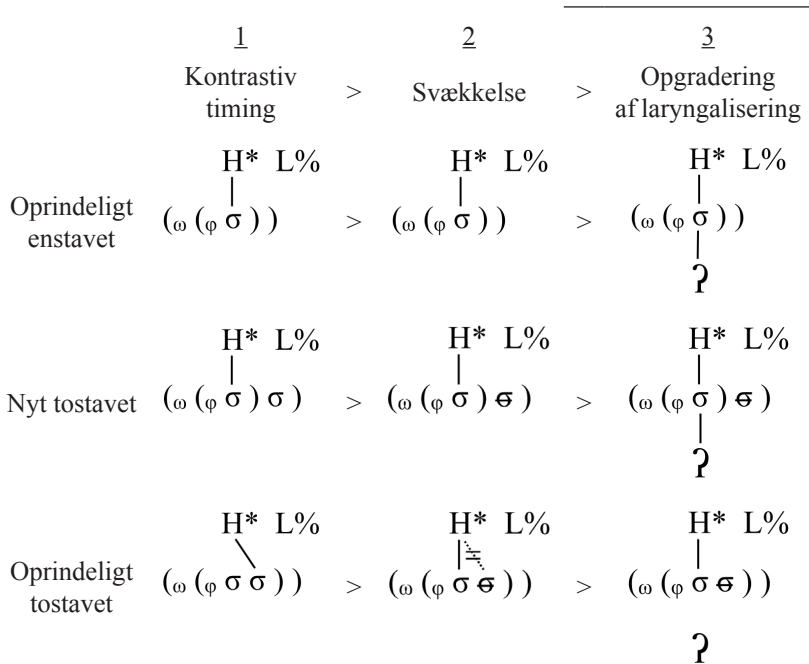 1 2 3
Kontrastiv timing > Svækkelse > Opgradering af laryngalisering
H* L% H* L% H* L%
Oprindeligt enstavet (ω (φ σ ) ) > (ω (φ σ ) ) > (ω (φ σ ) )
ʔ
H* L% H* L% H* L%
Nyt tostavet (ω (φ σ ) σ ) > (ω (φ σ ) σ̶ ) > (ω (φ σ ) σ̶ )
ʔ
H* L% H* L% H* L%
Oprindeligt tostavet (ω (φ σ σ ) ) > (ω (φ σ σ̶ ) ) > (ω (φ σ σ̶ ) )
ʔ